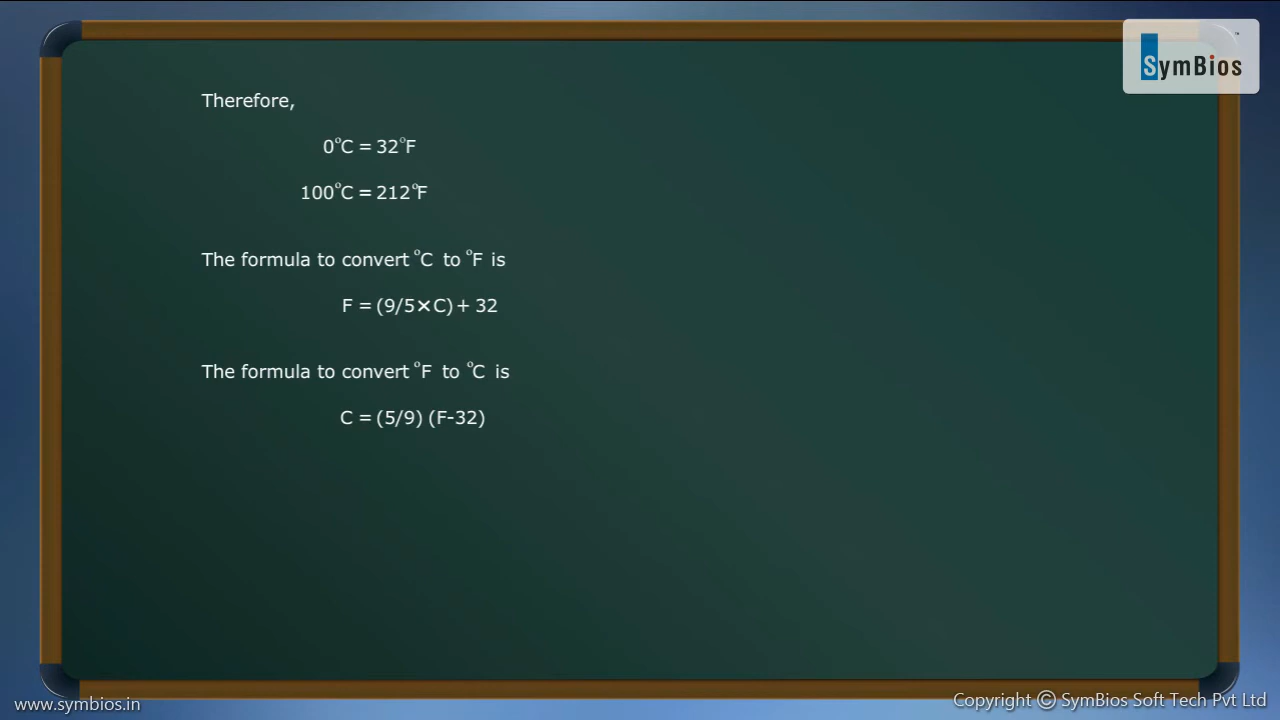 SymBios
Therefore,
0°C = 32°F
100°C = 212°F
The formula to convert °C to °F is
F = (9/5×C) + 32
The formula to convert °F to °C is
C = (5/9) (F-32)
www.symbios.in
Copyright © SymBios Soft Tech Pvt Ltd